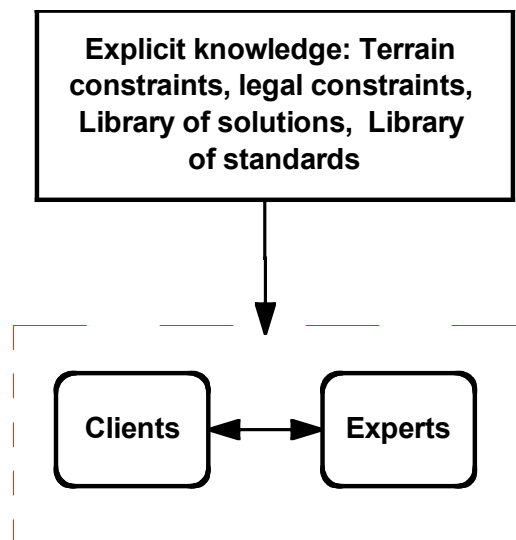 Explicit knowledge: Terrain
constraints, legal constraints,
Library of solutions, Library
of standards
Clients
Experts